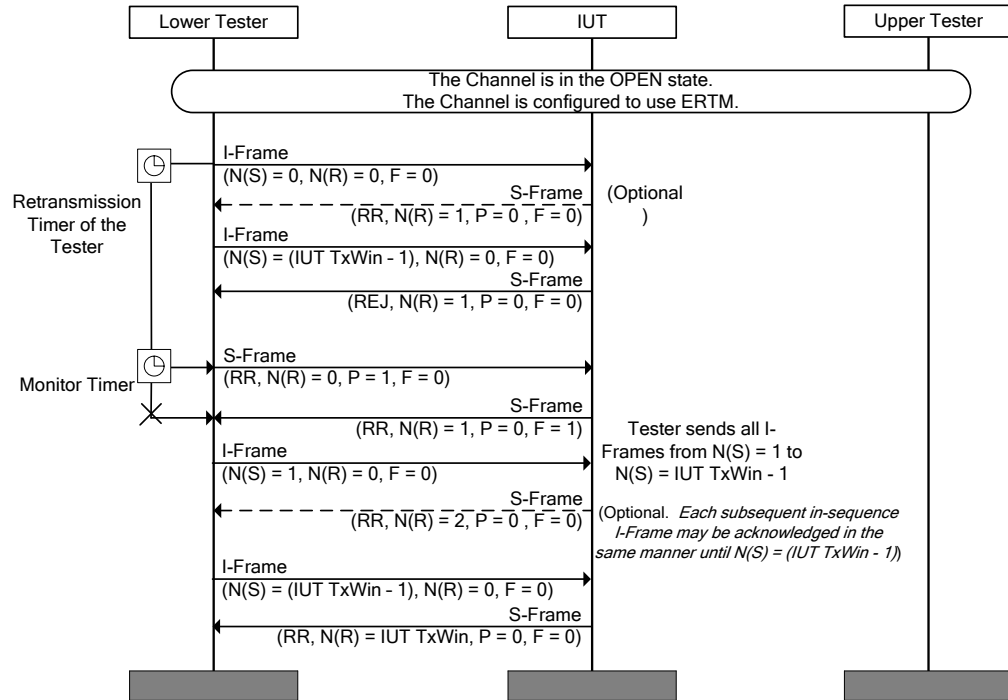 Lower Tester
IUT
Upper Tester
The Channel is in the OPEN state.
The Channel is configured to use ERTM.
I-Frame
(N(S) = 0, N(R) = 0, F = 0)
Retransmission
Timer of the
Tester
S-Frame
(RR, N(R) = 1, P = 0 , F = 0)
(Optional
)
I-Frame
(N(S) = (IUT TxWin - 1), N(R) = 0, F = 0)
S-Frame
(REJ, N(R) = 1, P = 0, F = 0)
Monitor Timer
S-Frame
(RR, N(R) = 0, P = 1, F = 0)
S-Frame
(RR, N(R) = 1, P = 0, F = 1)
Tester sends all I-
Frames from N(S) = 1 to
N(S) = IUT TxWin - 1
I-Frame
(N(S) = 1, N(R) = 0, F = 0)
S-Frame
(RR, N(R) = 2, P = 0 , F = 0)
(Optional. Each subsequent in-sequence
I-Frame may be acknowledged in the
same manner until N(S) = (IUT TxWin - 1))
I-Frame
(N(S) = (IUT TxWin - 1), N(R) = 0, F = 0)
S-Frame
(RR, N(R) = IUT TxWin, P = 0, F = 0)